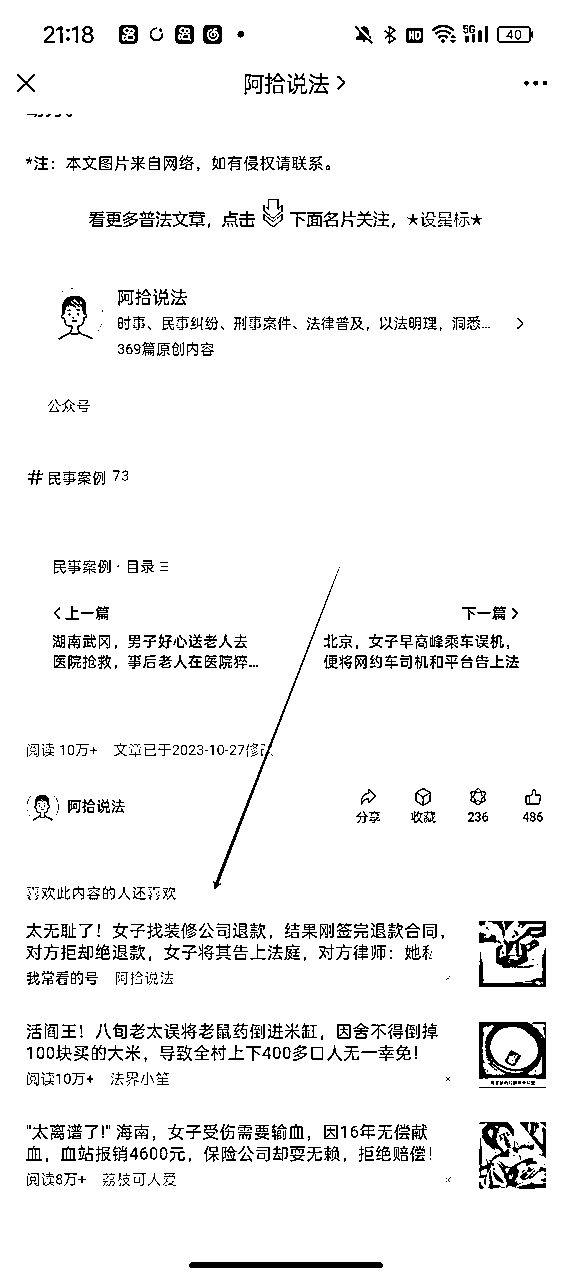 21:18
HD 5G 40
阿拾说法
*注：本文图片来自网络，如有侵权请联系。
看更多普法文章，点击 下面名片关注，★设星标★
阿拾说法
时事、民事纠纷、刑事案件、法律普及，以法明理，洞悉...
369篇原创内容
公众号
#民事案例 73
民事案例 · 目录
上一篇
下一篇
湖南武冈，男子好心送老人去
医院抢救，事后老人在医院猝...
北京，女子早高峰乘车误机，
便将网约车司机和平台告上法
阅读 10万+ 文章已于2023-10-27修改
阿拾说法
分享 收藏 236 486
喜欢此内容的人还喜欢
太无耻了！女子找装修公司退款，结果刚签完退款合同，
对方拒却绝退款，女子将其告上法庭，对方律师：她私
我常看的号 阿拾说法
活阎王！八旬老太误将老鼠药倒进米缸，因舍不得倒掉
100块买的大米，导致全村上下400多口人无一幸免！
阅读10万+ 法界小笙
"太离谱了!" 海南，女子受伤需要输血，因16年无偿献
血，血站报销4600元，保险公司却耍无赖，拒绝赔偿！
阅读8万+ 荔枝可人爱